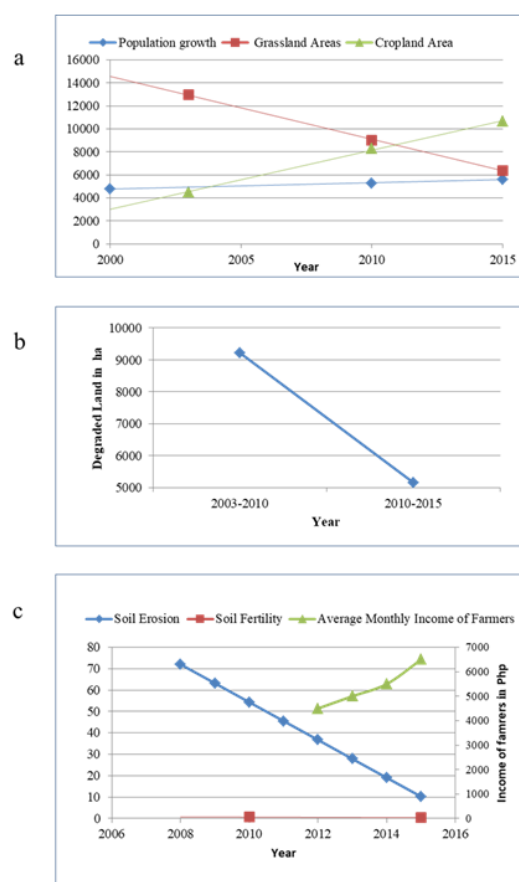 a
Population growth Grassland Areas Cropland Area
16000
14000
12000
10000
8000
6000
4000
2000
0
2000 2005 2010 2015
Year
b
Degraded Land in ha
10000
9000
8000
7000
6000
5000
2003-2010 2010-2015
Year
c
Soil Erosion Soil Fertility Average Monthly Income of Farmers
80
70
60
50
40
30
20
10
0
7000
6000
5000
4000
3000
2000
1000
0
Income of famrers in Php
2006 2008 2010 2012 2014 2016
Year